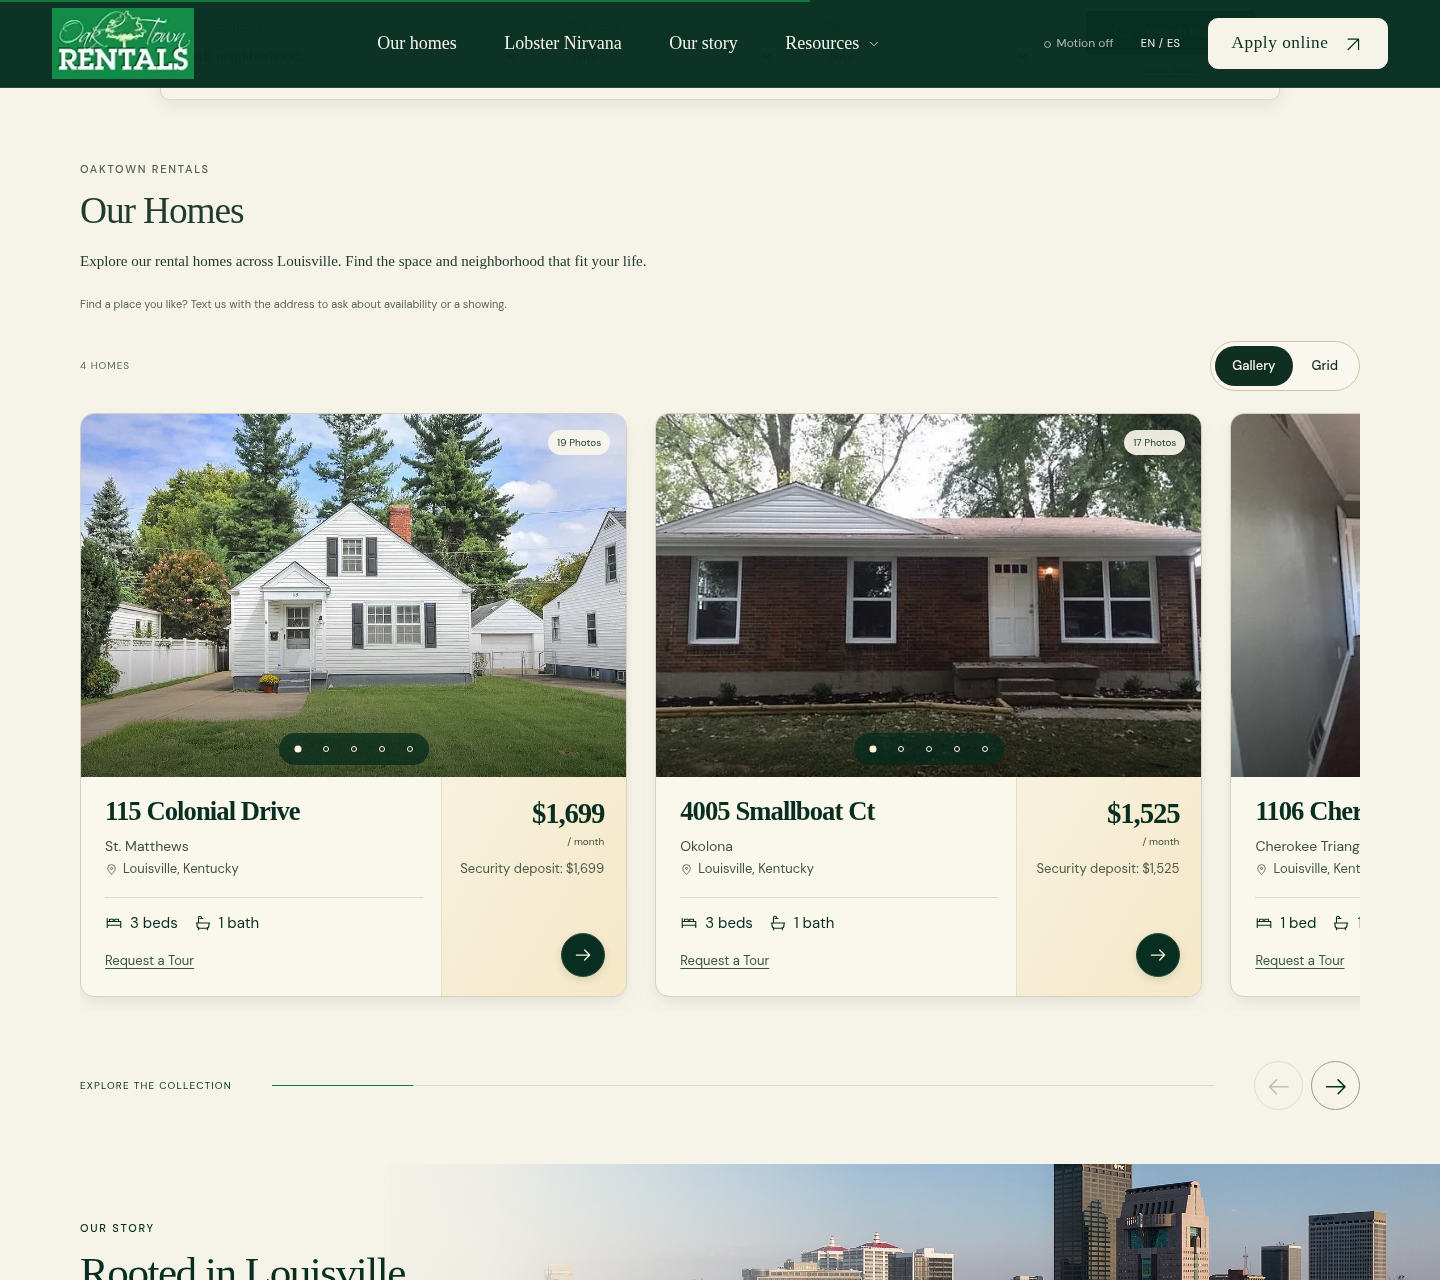 Oak Town
RENTALS
Our homes
Lobster Nirvana
Our story
Resources
Motion off
EN / ES
Apply online
OAKTOWN RENTALS
Our Homes
Explore our rental homes across Louisville. Find the space and neighborhood that fit your life.
Find a place you like? Text us with the address to ask about availability or a showing.
4 HOMES
Gallery
Grid
19 Photos
115 Colonial Drive
St. Matthews
Louisville, Kentucky
3 beds
1 bath
Request a Tour
$1,699
/ month
Security deposit: $1,699
17 Photos
4005 Smallboat Ct
Okolona
Louisville, Kentucky
3 beds
1 bath
Request a Tour
$1,525
/ month
Security deposit: $1,525
1106 Cher
Cherokee Triang
Louisville, Kent
1 bed
1
Request a Tour
EXPLORE THE COLLECTION
OUR STORY
Rooted in Louisville